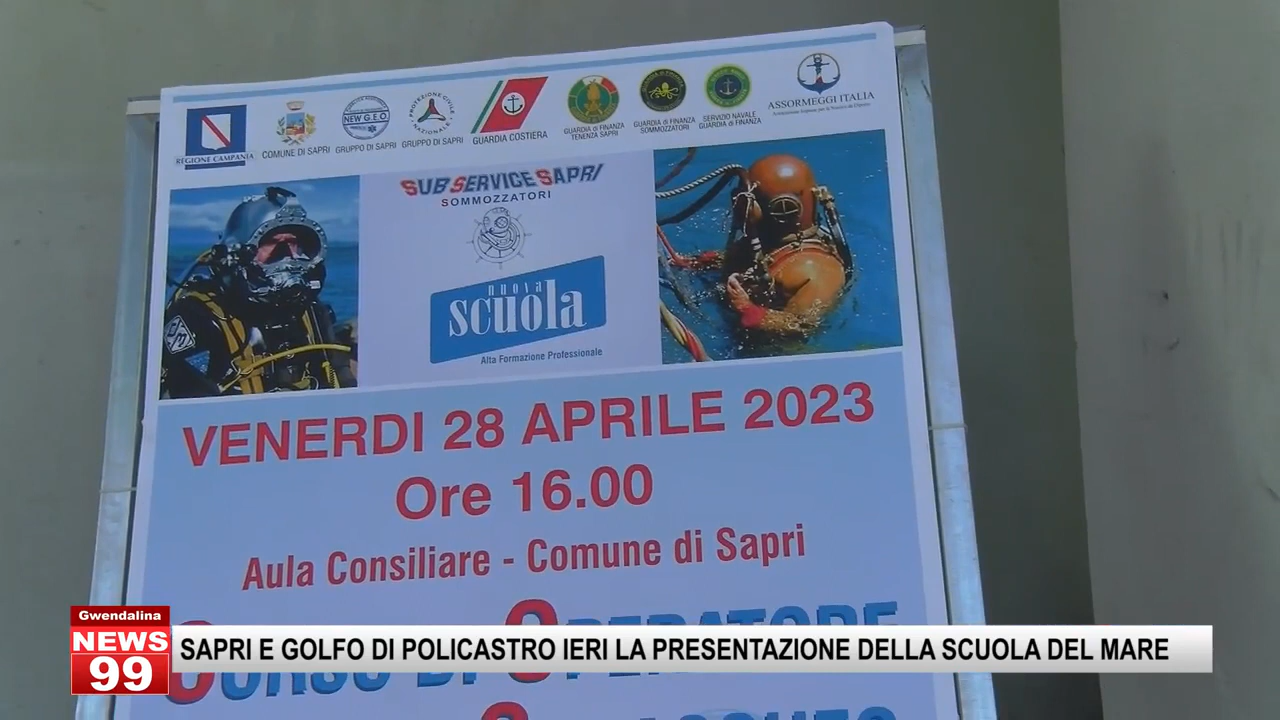 REGIONE CAMPANIA
COMUNE DI SAPRI
NEW G.E.O
GRUPPO DI SAPRI
PROTEZIONE CIVILE
NAZIONALE
GRUPPO DI SAPRI
GUARDIA COSTIERA
GUARDIA di FINANZA
TENENZA SAPRI
GUARDIA di FINANZA
SOMMOZZATORI
SERVIZIO NAVALE
GUARDIA di FINANZA
ASSORMEGGI ITALIA
SUB SERVICE SAPRI
SOMMOZZATORI
nuova
scuola
Alta Formazione Professionale
VENERDI 28 APRILE 2023
Ore 16.00
Aula Consiliare - Comune di Sapri
CORSO DI OPERATORE
Gwendalina
NEWS
99
SAPRI E GOLFO DI POLICASTRO IERI LA PRESENTAZIONE DELLA SCUOLA DEL MARE